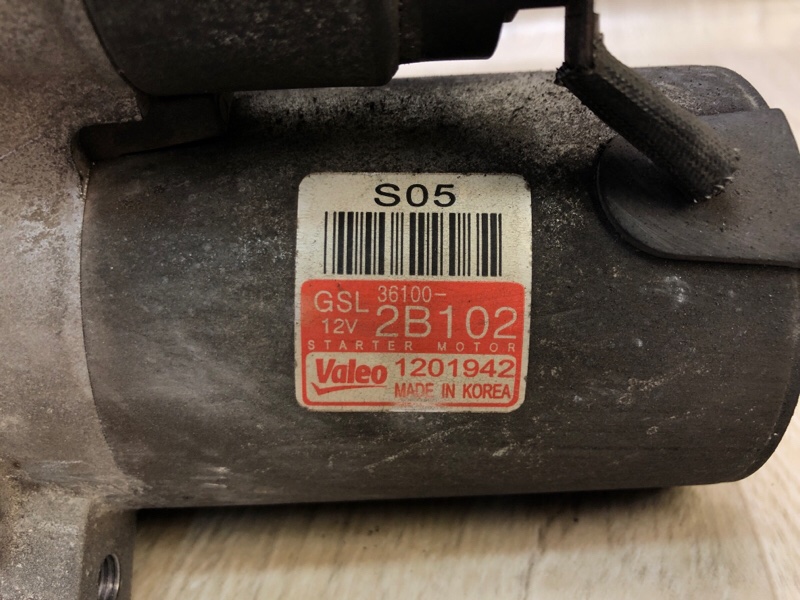 S05
GSL 36100-
12V 2B102
STARTER MOTOR
Valeo 1201942
MADE IN KOREA